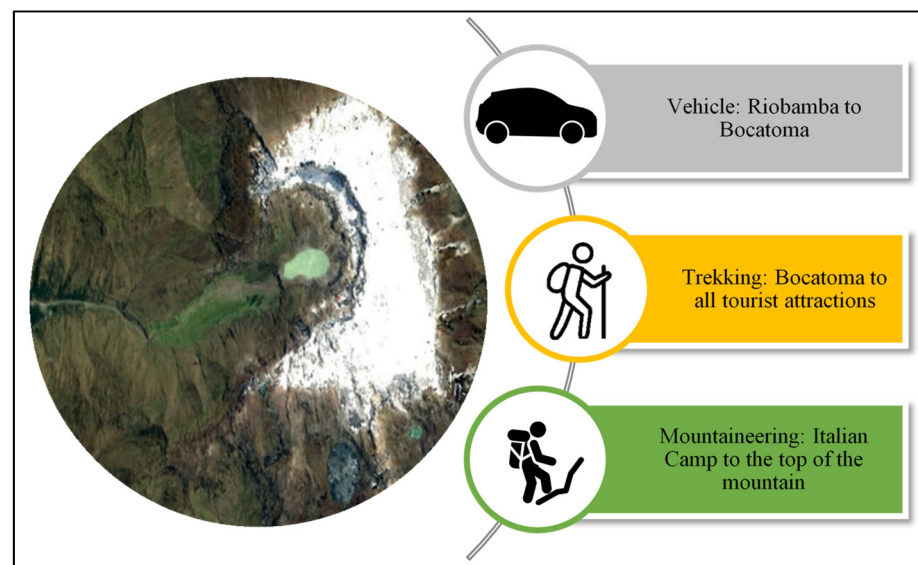 Vehicle: Riobamba to
Bocatoma
Trekking: Bocatoma to
all tourist attractions
Mountaineering: Italian
Camp to the top of the
mountain